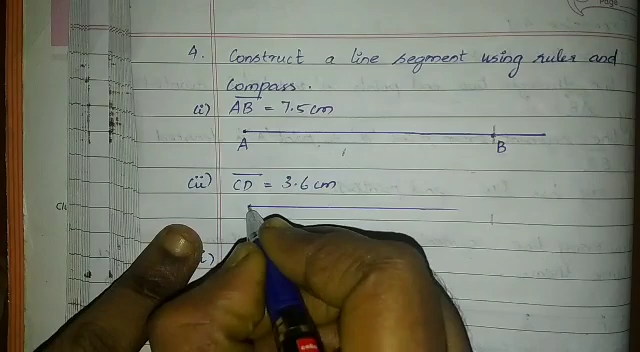 4. Construct a line segment using ruler and
Compass.
(i) AB = 7.5 cm
A B
(ii) CD = 3.6 cm